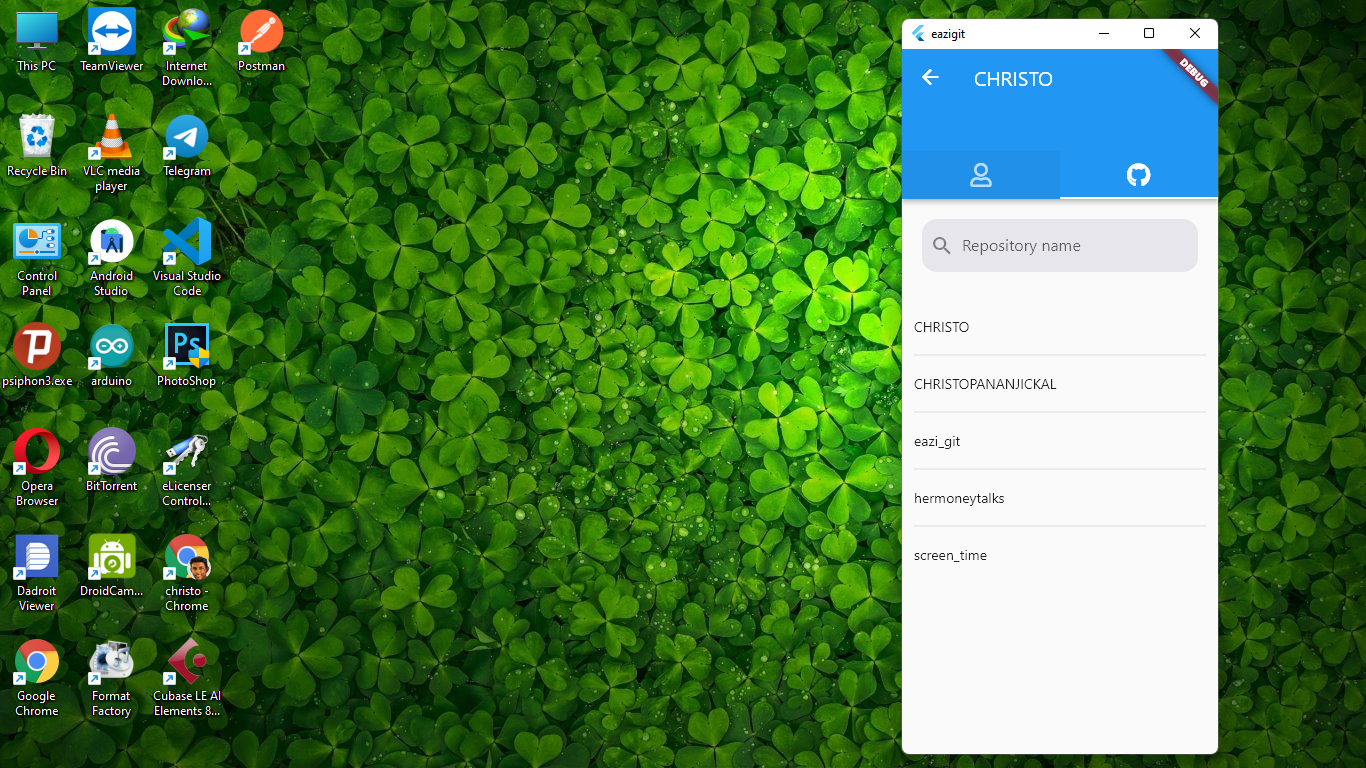 This PC
TeamViewer
Internet
Downlo...
Postman
Recycle Bin
VLC media
player
Telegram
Control
Panel
Android
Studio
Visual Studio
Code
psiphon3.exe
arduino
Ps
PhotoShop
Opera
Browser
BitTorrent
eLicenser
Control...
Dadroit
Viewer
DroidCam...
christo -
Chrome
Google
Chrome
Format
Factory
Cubase LE AI
Elements 8...
eazigit
DEBUG
CHRISTO
Repository name
CHRISTO
CHRISTOPANANJICKAL
eazi_git
hermoneytalks
screen_time